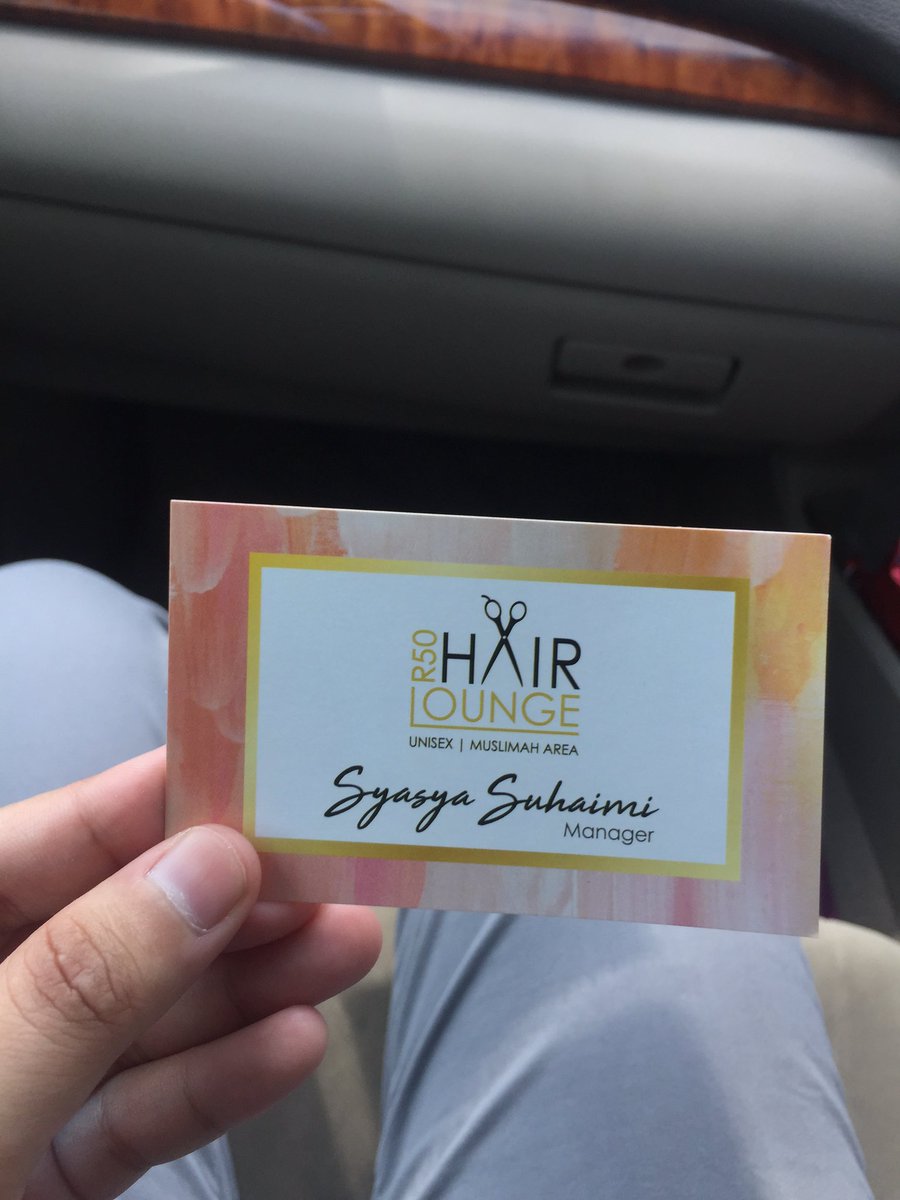 R50
HAIR
LOUNGE
UNISEX | MUSLIMAH AREA
Syasya Suhaimi
Manager